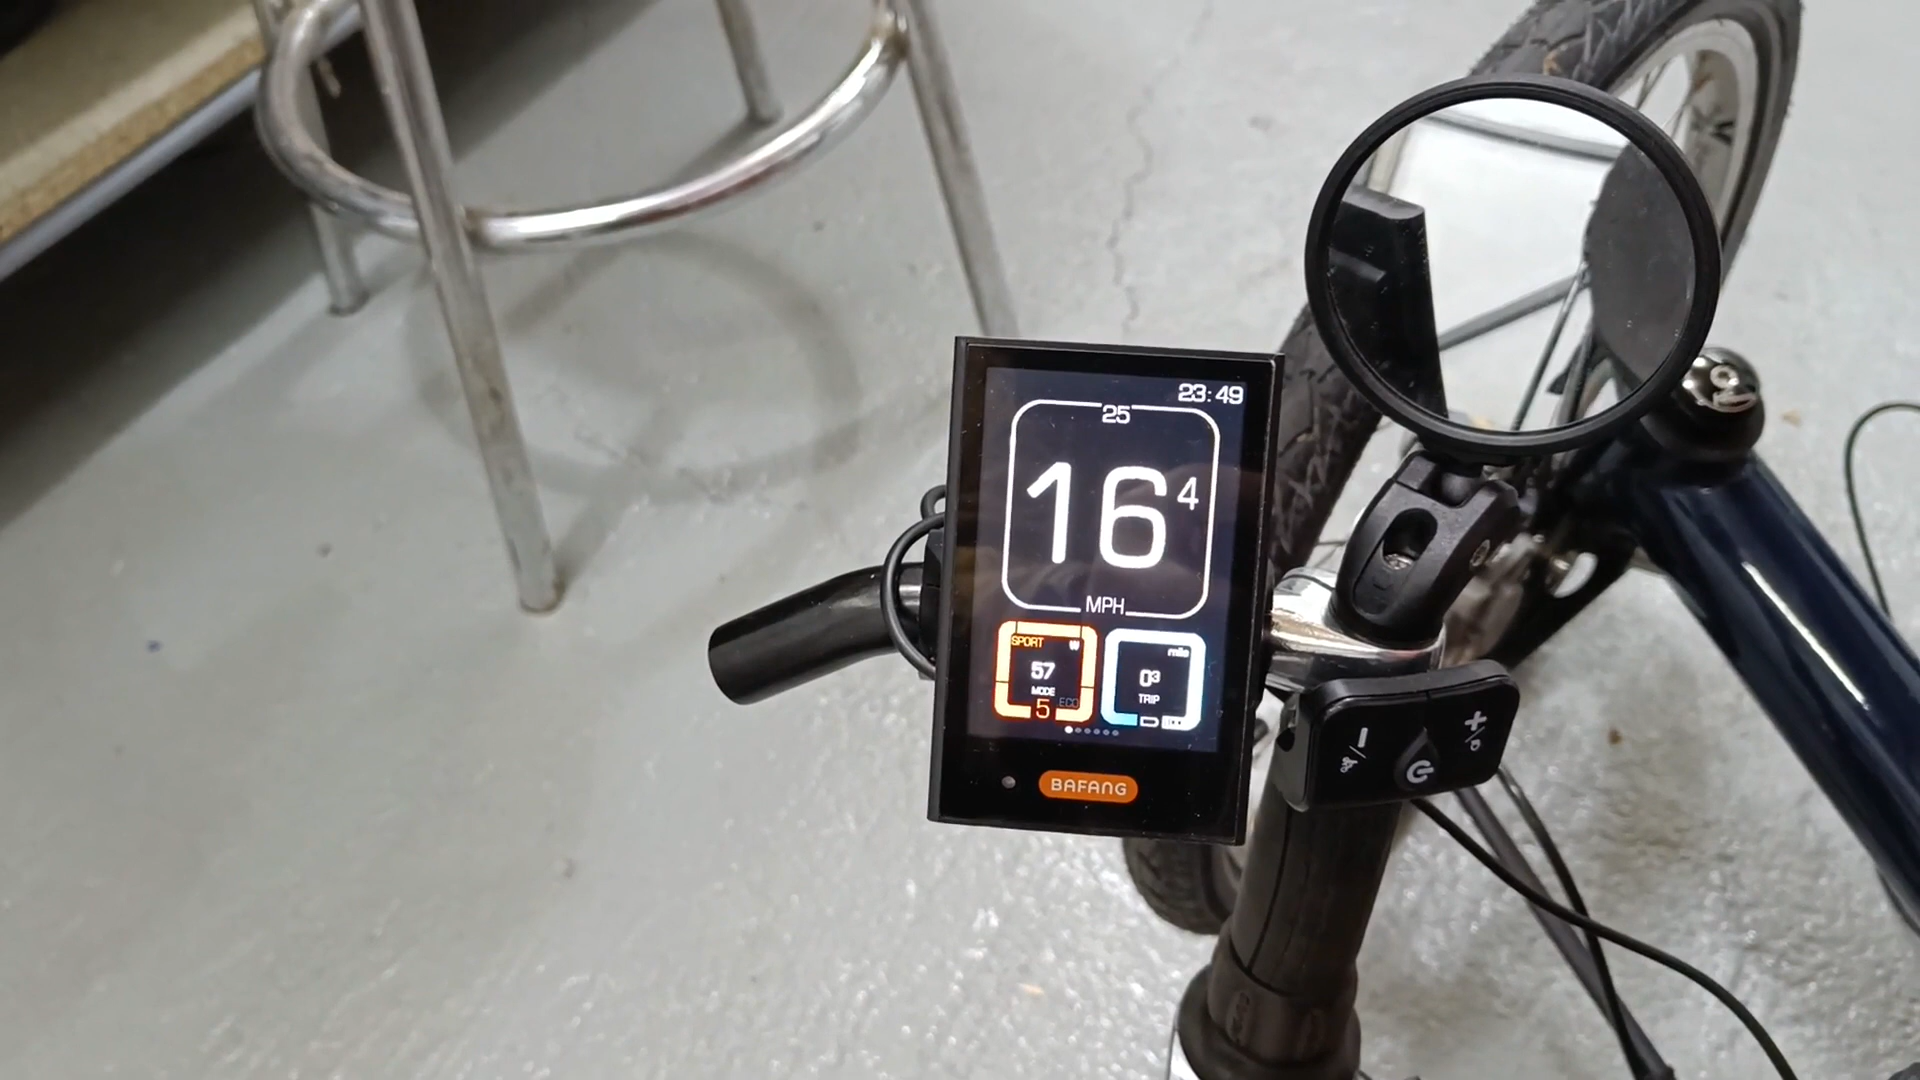 23:49
25
16 4
MPH
SPORT W
57
MODE
5 ECO
mile
0 3
TRIP
BAFANG